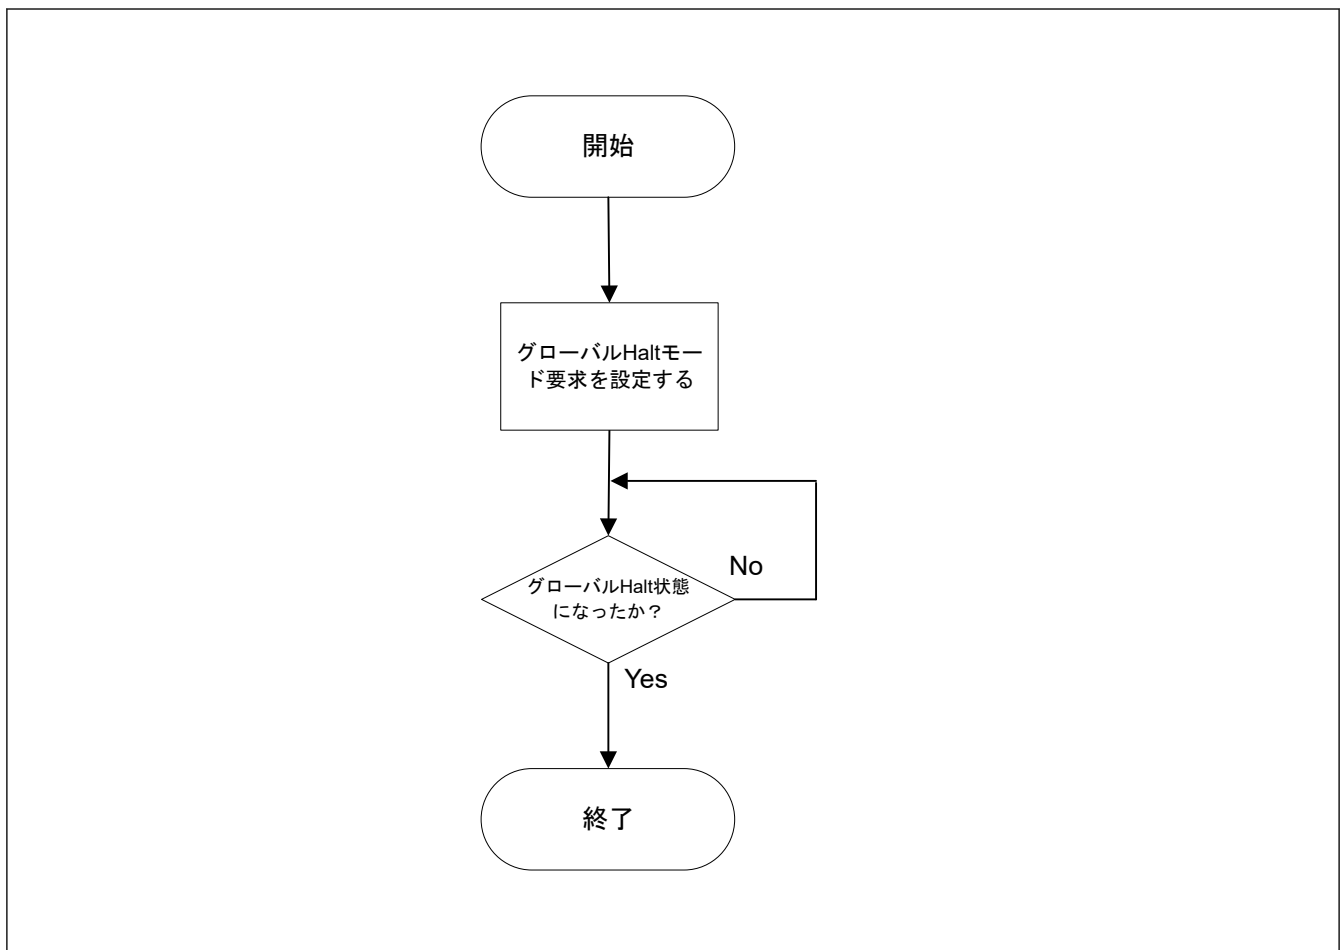 開始
グローバルHaltモー
ド要求を設定する
No
グローバルHalt状態
になったか？
Yes
終了